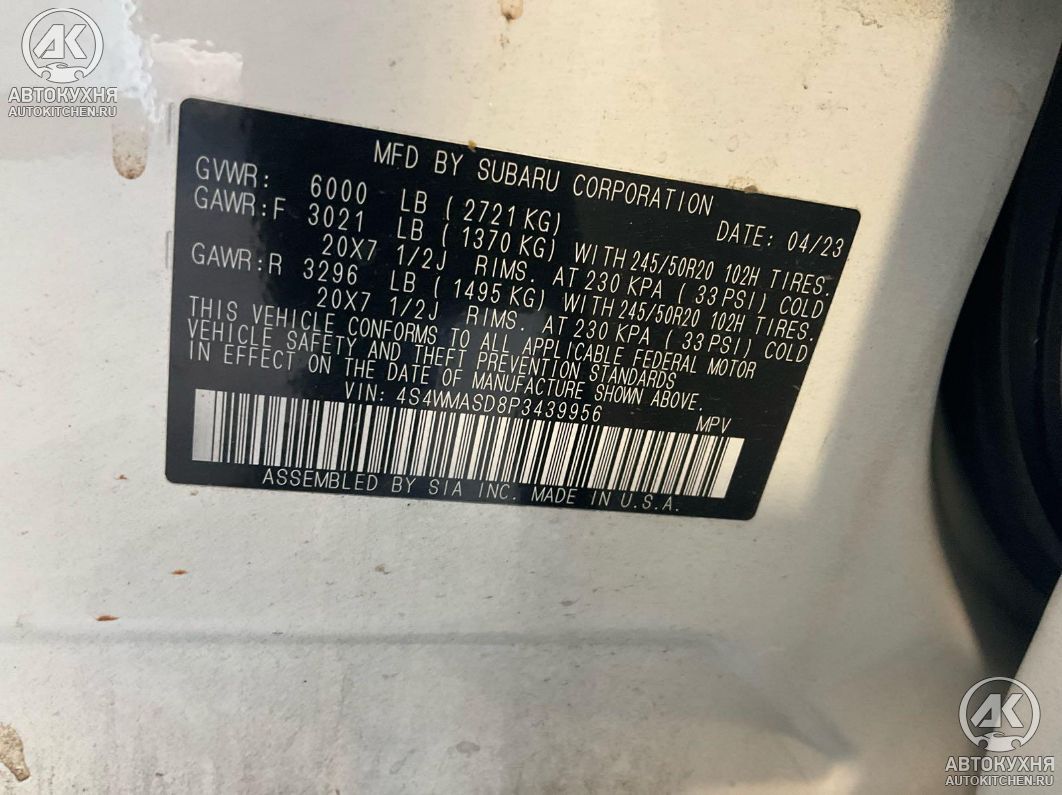 AK
АВТОКУХНЯ
AUTOKITCHEN.RU
MFD BY SUBARU CORPORATION
GVWR: 6000 LB ( 2721 KG) DATE: 04/23
GAWR:F 3021 LB ( 1370 KG) WITH 245/50R20 102H TIRES.
20X7 1/2J RIMS. AT 230 KPA ( 33 PSI) COLD
GAWR:R 3296 LB ( 1495 KG) WITH 245/50R20 102H TIRES.
20X7 1/2J RIMS. AT 230 KPA ( 33 PSI) COLD
THIS VEHICLE CONFORMS TO ALL APPLICABLE FEDERAL MOTOR
VEHICLE SAFETY AND THEFT PREVENTION STANDARDS
IN EFFECT ON THE DATE OF MANUFACTURE SHOWN ABOVE.
VIN: 4S4WMASD8P3439956 MPV
ASSEMBLED BY SIA INC. MADE IN U.S.A.
AK
АВТОКУХНЯ
AUTOKITCHEN.RU